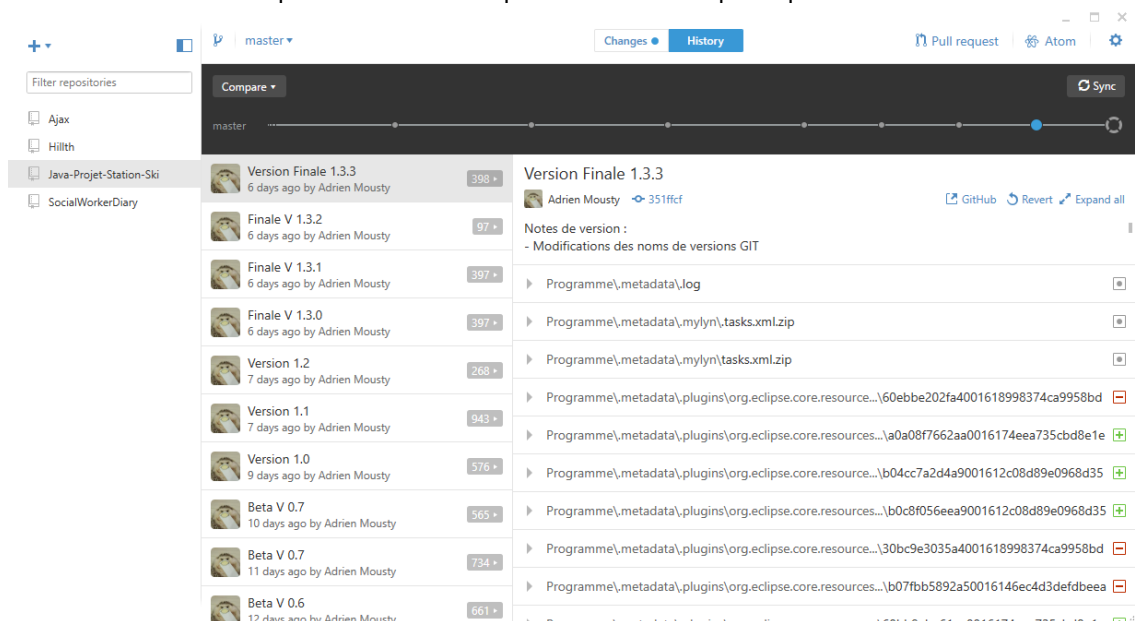 master
Changes
History
Pull request
Atom
Filter repositories
Ajax
Hillth
Java-Projet-Station-Ski
SocialWorkerDiary
Compare
Sync
master
Version Finale 1.3.3
6 days ago by Adrien Mousty
398
Finale V 1.3.2
6 days ago by Adrien Mousty
97
Finale V 1.3.1
6 days ago by Adrien Mousty
397
Finale V 1.3.0
6 days ago by Adrien Mousty
397
Version 1.2
7 days ago by Adrien Mousty
268
Version 1.1
7 days ago by Adrien Mousty
943
Version 1.0
9 days ago by Adrien Mousty
576
Beta V 0.7
10 days ago by Adrien Mousty
565
Beta V 0.7
11 days ago by Adrien Mousty
734
Beta V 0.6
12 days ago by Adrien Mousty
661
Version Finale 1.3.3
Adrien Mousty 351ffcf
GitHub Revert Expand all
Notes de version :
- Modifications des noms de versions GIT
Programme\.metadata\.log
Programme\.metadata\.mylyn\.tasks.xml.zip
Programme\.metadata\.mylyn\tasks.xml.zip
Programme\.metadata\.plugins\org.eclipse.core.resource...\60ebbe202fa4001618998374ca9958bd
Programme\.metadata\.plugins\org.eclipse.core.resources...\a0a08f7662aa0016174eea735cbd8e1e
Programme\.metadata\.plugins\org.eclipse.core.resources...\b04cc7a2d4a9001612c08d89e0968d35
Programme\.metadata\.plugins\org.eclipse.core.resources...\b0c8f056eea9001612c08d89e0968d35
Programme\.metadata\.plugins\org.eclipse.core.resource...\30bc9e3035a4001618998374ca9958bd
Programme\.metadata\.plugins\org.eclipse.core.resources...\b07fbb5892a50016146ec4d3defdbeea